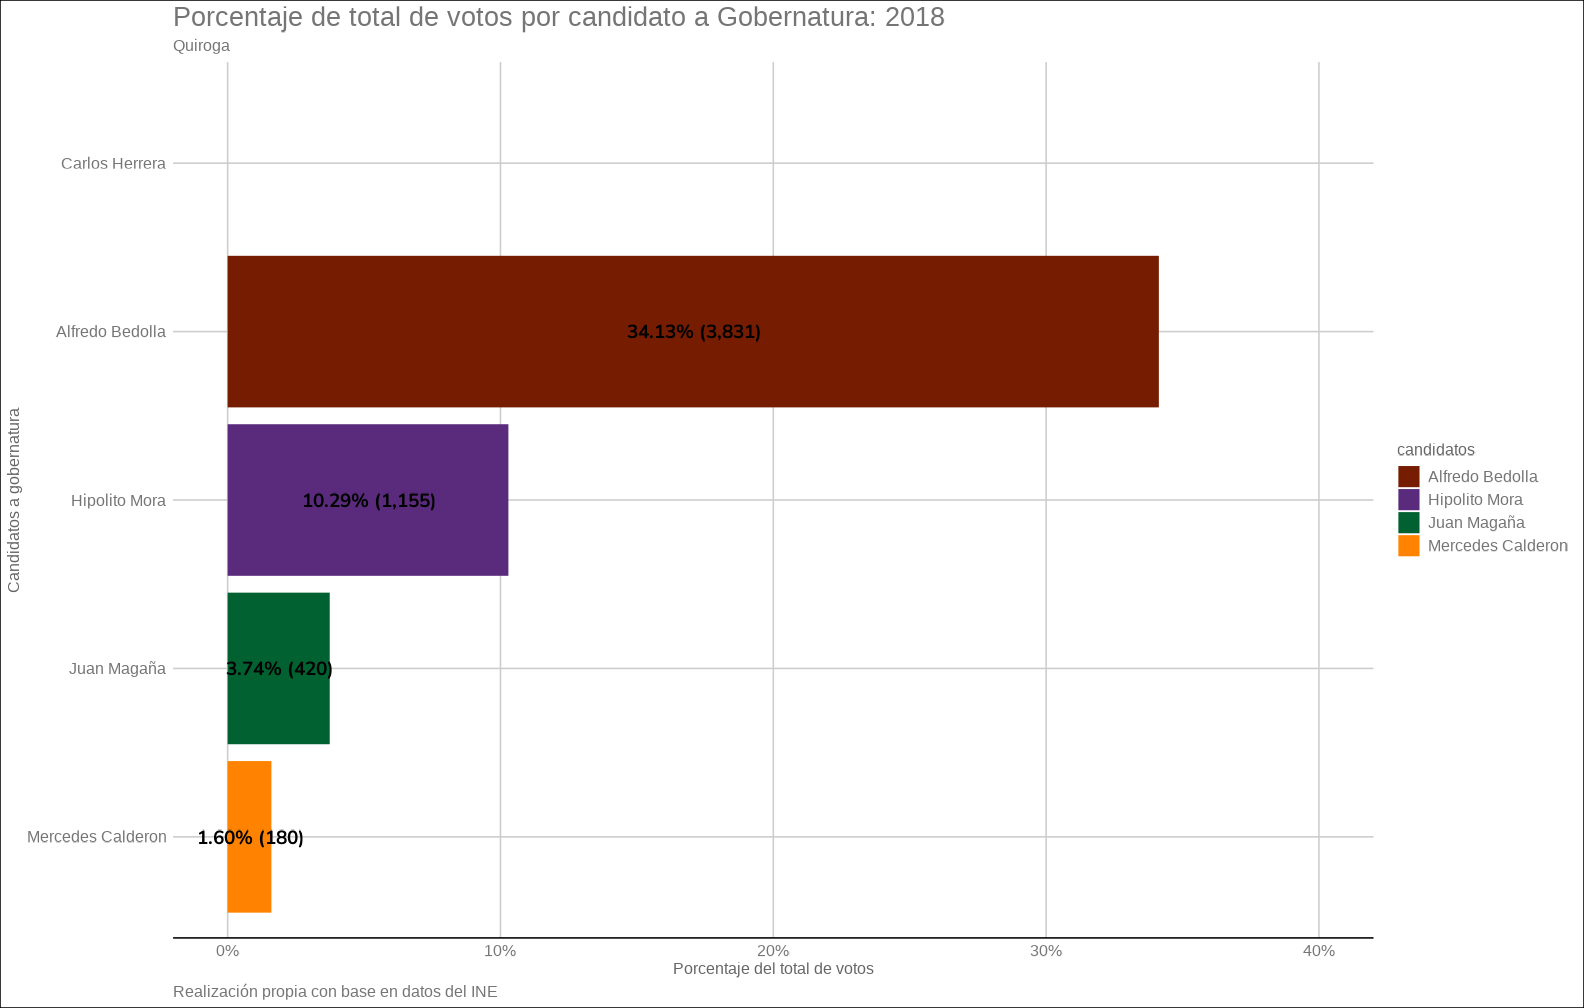 Porcentaje de total de votos por candidato a Gobernatura: 2018
Quiroga
Candidatos a gobernatura
Carlos Herrera
Alfredo Bedolla
34.13% (3,831)
Hipolito Mora
10.29% (1,155)
Juan Magaña
3.74% (420)
Mercedes Calderon
1.60% (180)
0% 10% 20% 30% 40%
Porcentaje del total de votos
candidatos
Alfredo Bedolla
Hipolito Mora
Juan Magaña
Mercedes Calderon
Realización propia con base en datos del INE